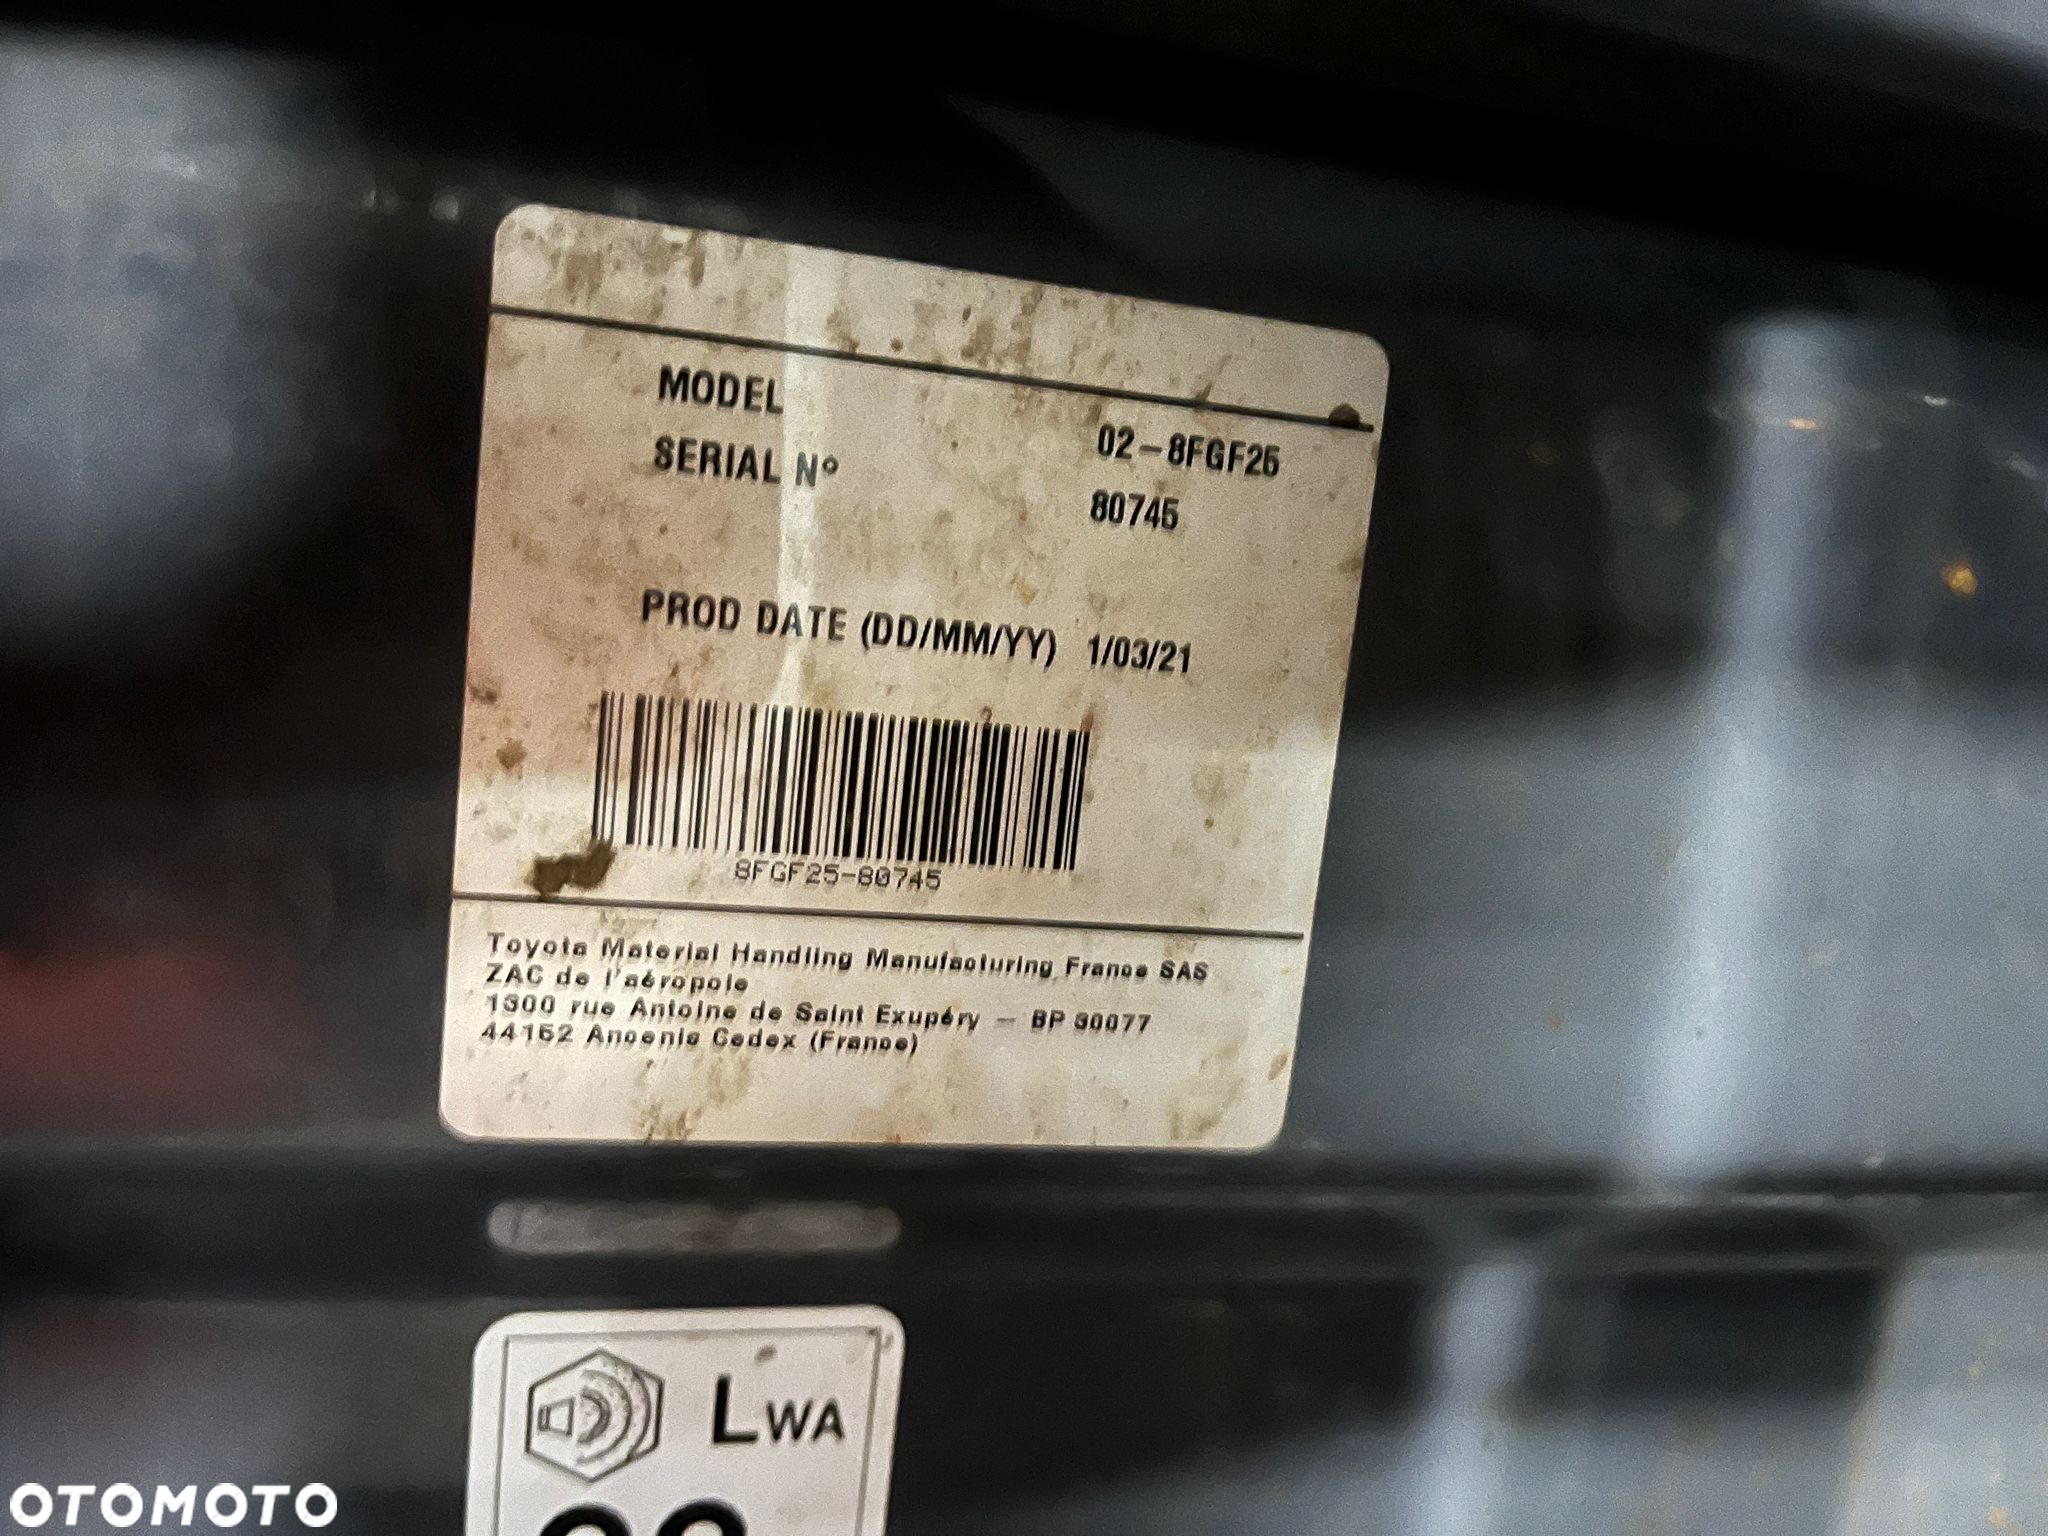 MODEL 02-8FGF25
SERIAL Nº 80745
PROD DATE (DD/MM/YY) 1/03/21
8FGF25-80745
Toyota Material Handling Manufacturing France SAS
ZAC de l'aéropole
1300 rue Antoine de Saint Exupéry - BP 30077
44152 Ancenis Cedex (France)
LWA
OTOMOTO